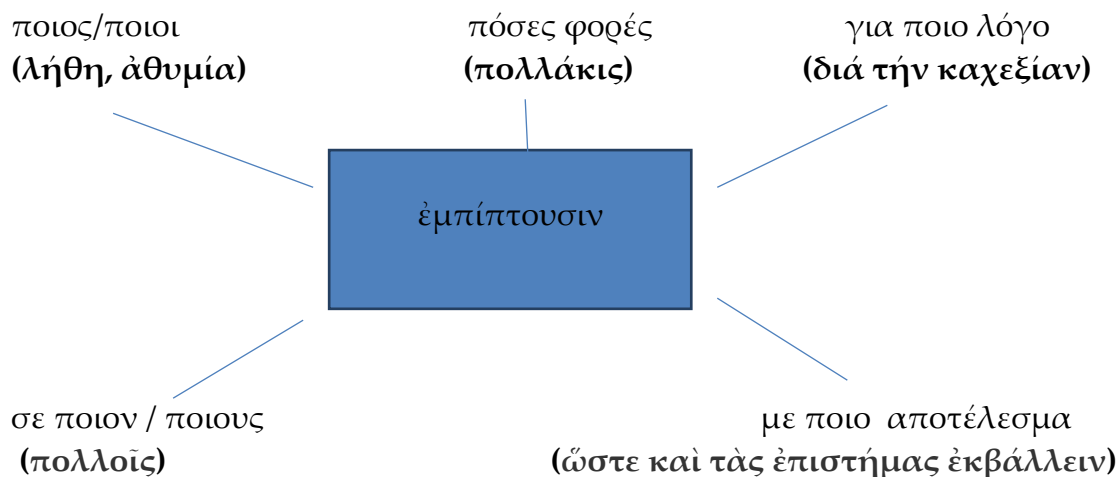 ποιος/ποιοι
(λήθη, ἀθυμία)
πόσες φορές
(πολλάκις)
για ποιο λόγο
(διά τήν καχεξίαν)
ἐμπίπτουσιν
σε ποιον / ποιους
(πολλοῖς)
με ποιο αποτέλεσμα
(ὥστε καὶ τὰς ἐπιστήμας ἐκβάλλειν)